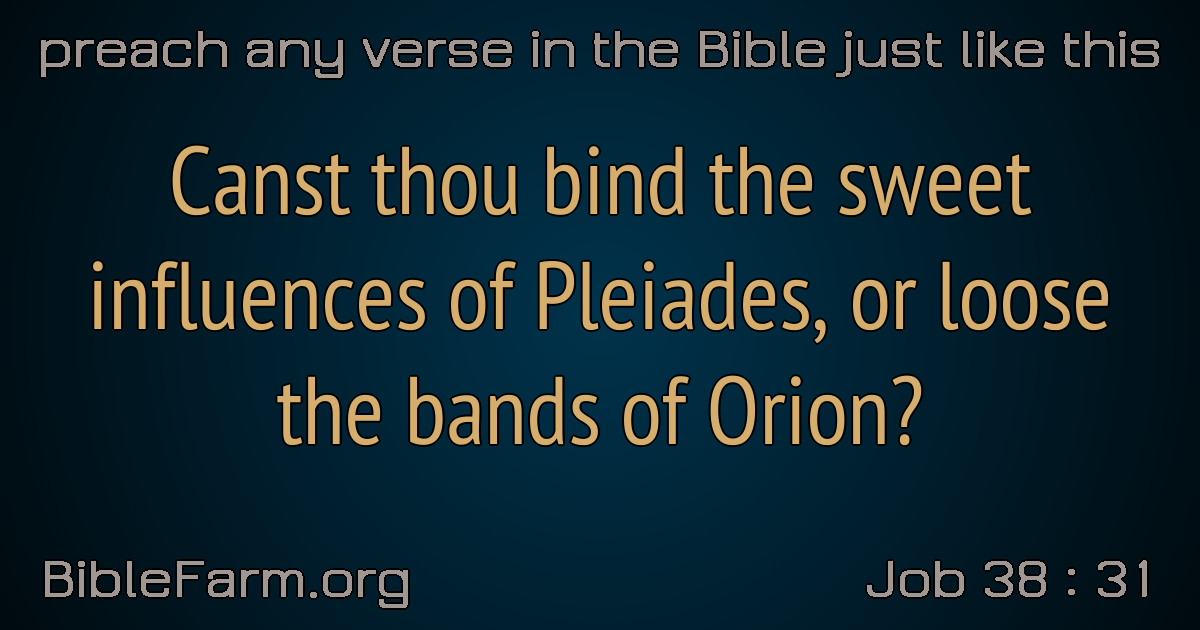 preach any verse in the Bible just like this
Canst thou bind the sweet
influences of Pleiades, or loose
the bands of Orion?
BibleFarm.org
Job 38 : 31